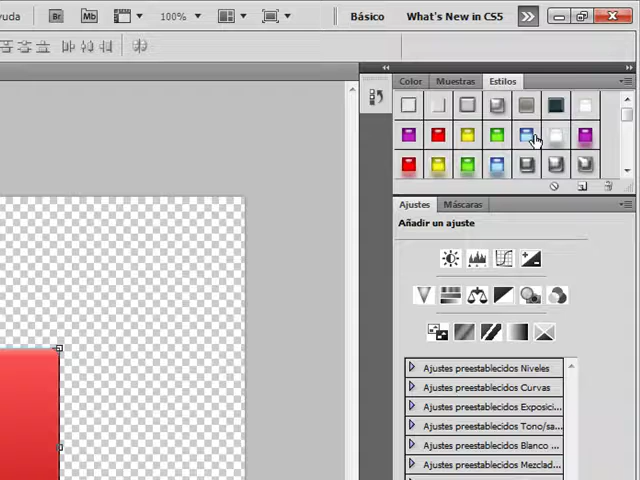 yuda
Br
Mb
100%
Básico
What's New in CS5
Color
Muestras
Estilos
Ajustes
Máscaras
Añadir un ajuste
Ajustes preestablecidos Niveles
Ajustes preestablecidos Curvas
Ajustes preestablecidos Exposici...
Ajustes preestablecidos Tono/sa...
Ajustes preestablecidos Blanco ...
Ajustes preestablecidos Mezclad...